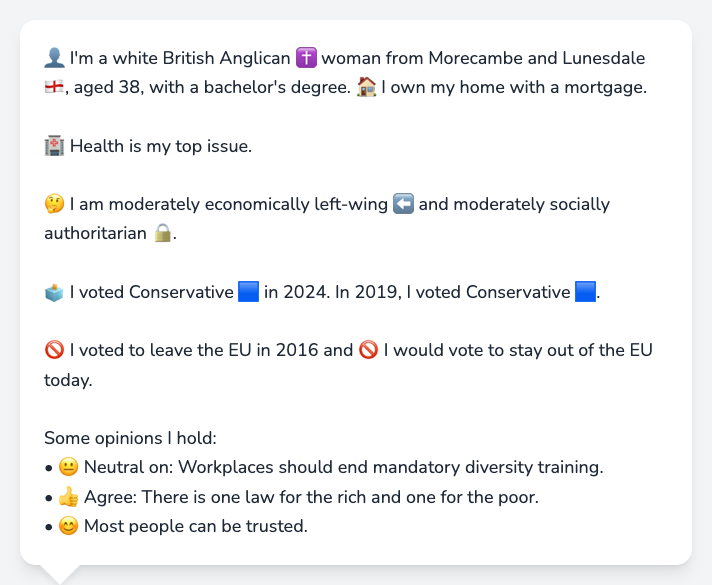 👤 I'm a white British Anglican ✝️ woman from Morecambe and Lunesdale
🏴󠁧󠁢󠁥󠁮󠁧󠁿, aged 38, with a bachelor's degree. 🏠 I own my home with a mortgage.
🏥 Health is my top issue.
🤔 I am moderately economically left-wing ⬅️ and moderately socially
authoritarian 🔒.
🗳️ I voted Conservative 🟦 in 2024. In 2019, I voted Conservative 🟦.
🚫 I voted to leave the EU in 2016 and 🚫 I would vote to stay out of the EU
today.
Some opinions I hold:
• 😐 Neutral on: Workplaces should end mandatory diversity training.
• 👍 Agree: There is one law for the rich and one for the poor.
• 😊 Most people can be trusted.